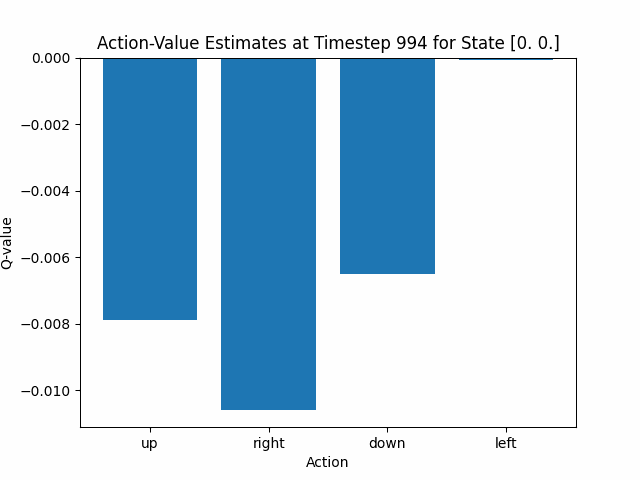 Action-Value Estimates at Timestep 994 for State [0. 0.]
0.000
−0.002
−0.004
−0.006
−0.008
−0.010
Q-value
up right down left
Action